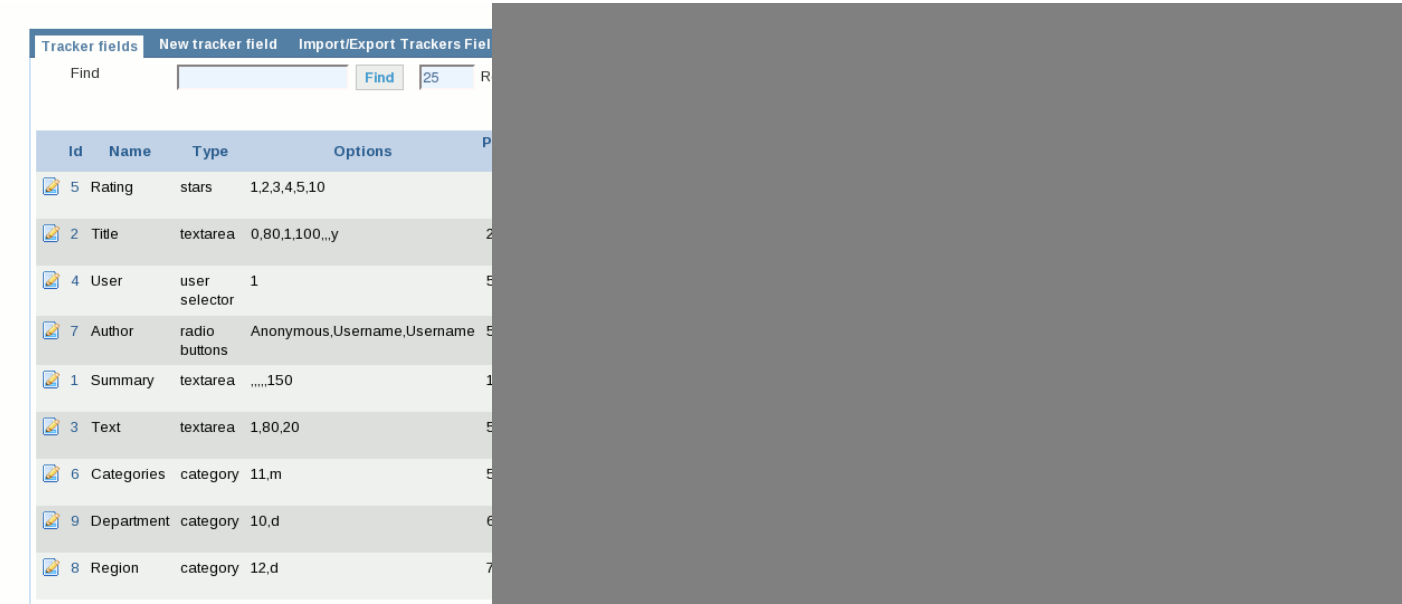 Tracker fields New tracker field Import/Export Trackers
Find Find 25
Id Name Type Options
5 Rating stars 1,2,3,4,5,10
2 Title textarea 0,80,1,100,,,y
4 User user 1
selector
7 Author radio Anonymous,Username,Username
buttons
1 Summary textarea ,,,,,150
3 Text textarea 1,80,20
6 Categories category 11,m
9 Department category 10,d
8 Region category 12,d